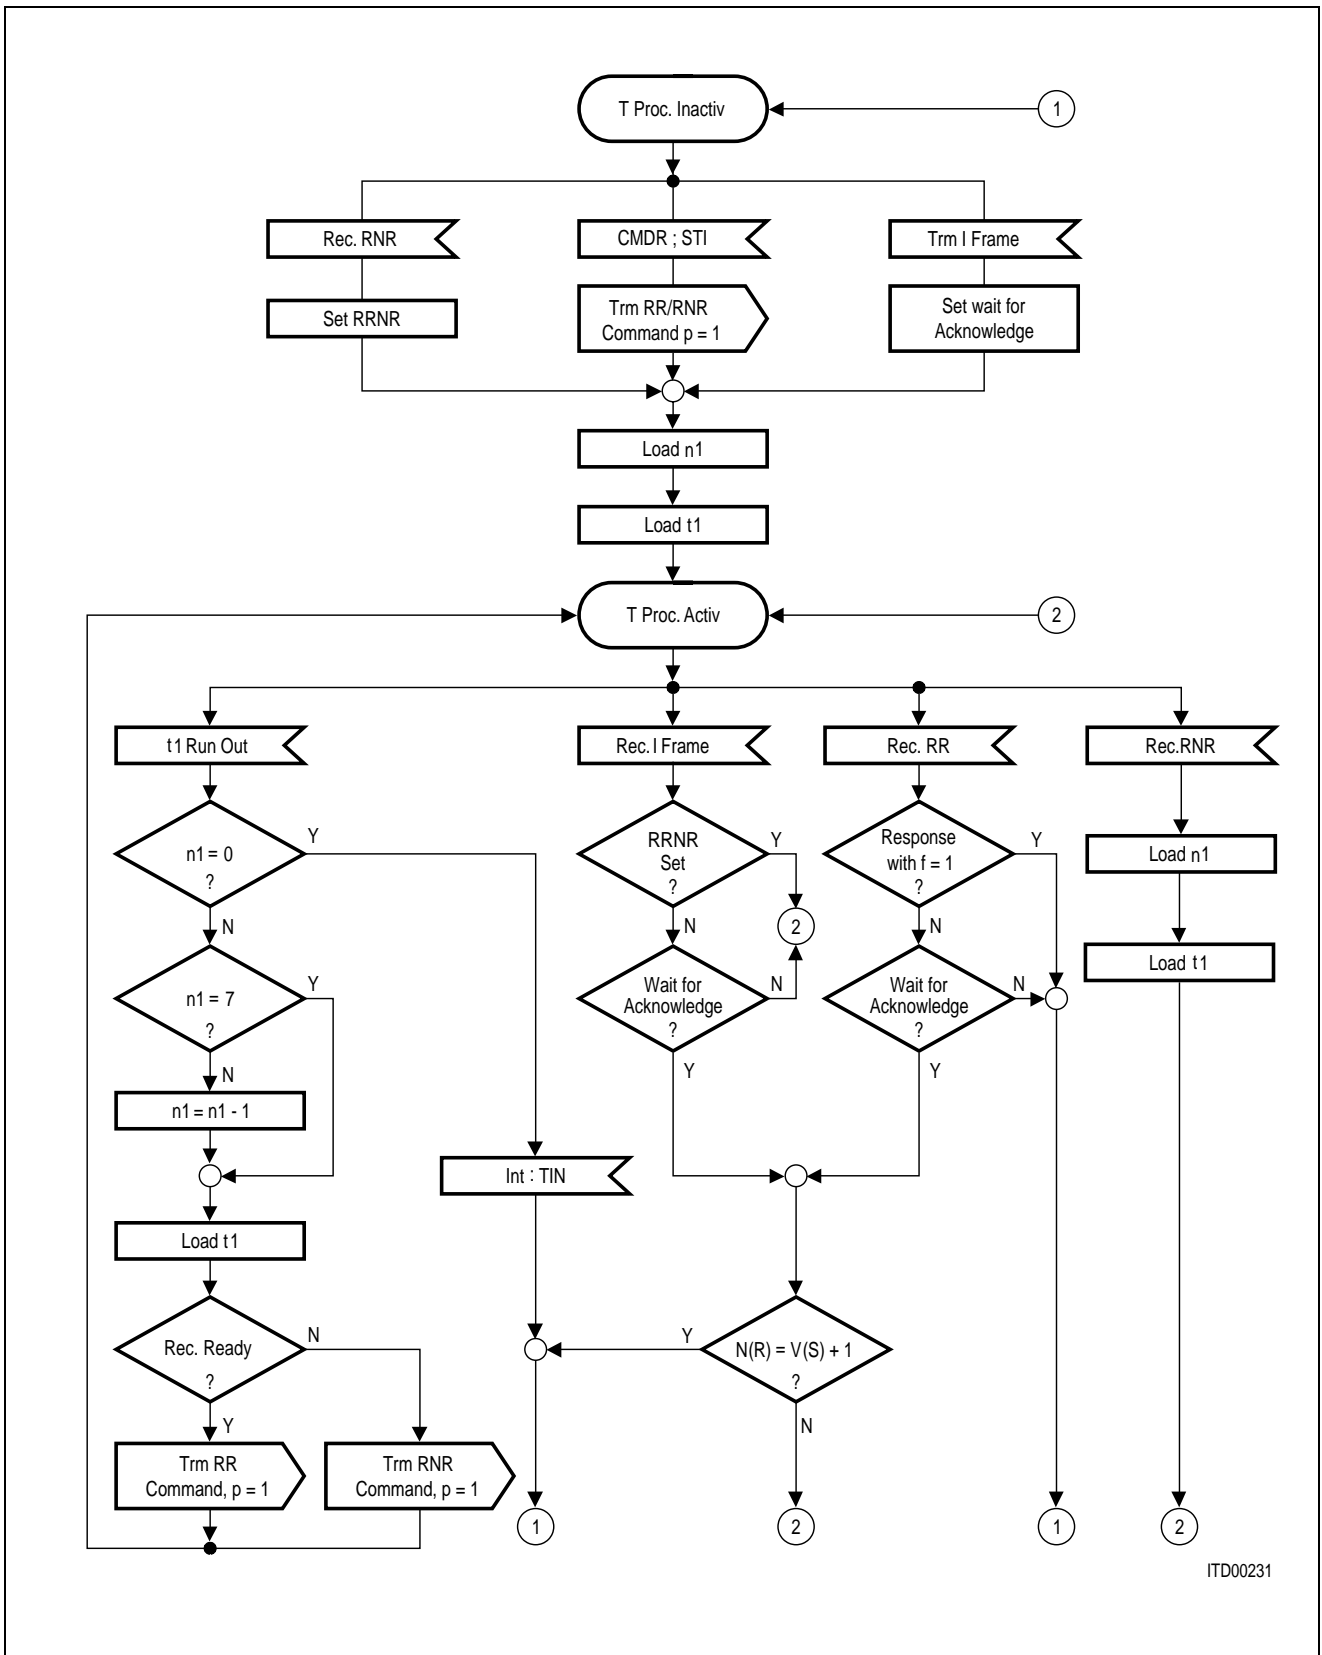 T Proc. Inactiv
1
Rec. RNR
CMDR ; STI
Trm I Frame
Set RRNR
Trm RR/RNR
Command p = 1
Set wait for
Acknowledge
Load n1
Load t1
T Proc. Activ
2
t1 Run Out
Rec. I Frame
Rec. RR
Rec.RNR
n1 = 0
?
Y
N
RRNR
Set
?
Y
N
2
Response
with f = 1
?
Y
N
Load n1
n1 = 7
?
Y
N
Wait for
Acknowledge
?
N
Y
Wait for
Acknowledge
?
N
Y
Load t1
n1 = n1 - 1
Int : TIN
Load t1
Rec. Ready
?
N
Y
N(R) = V(S) + 1
?
Y
N
Trm RR
Command, p = 1
Trm RNR
Command, p = 1
1
2
1
2
ITD00231